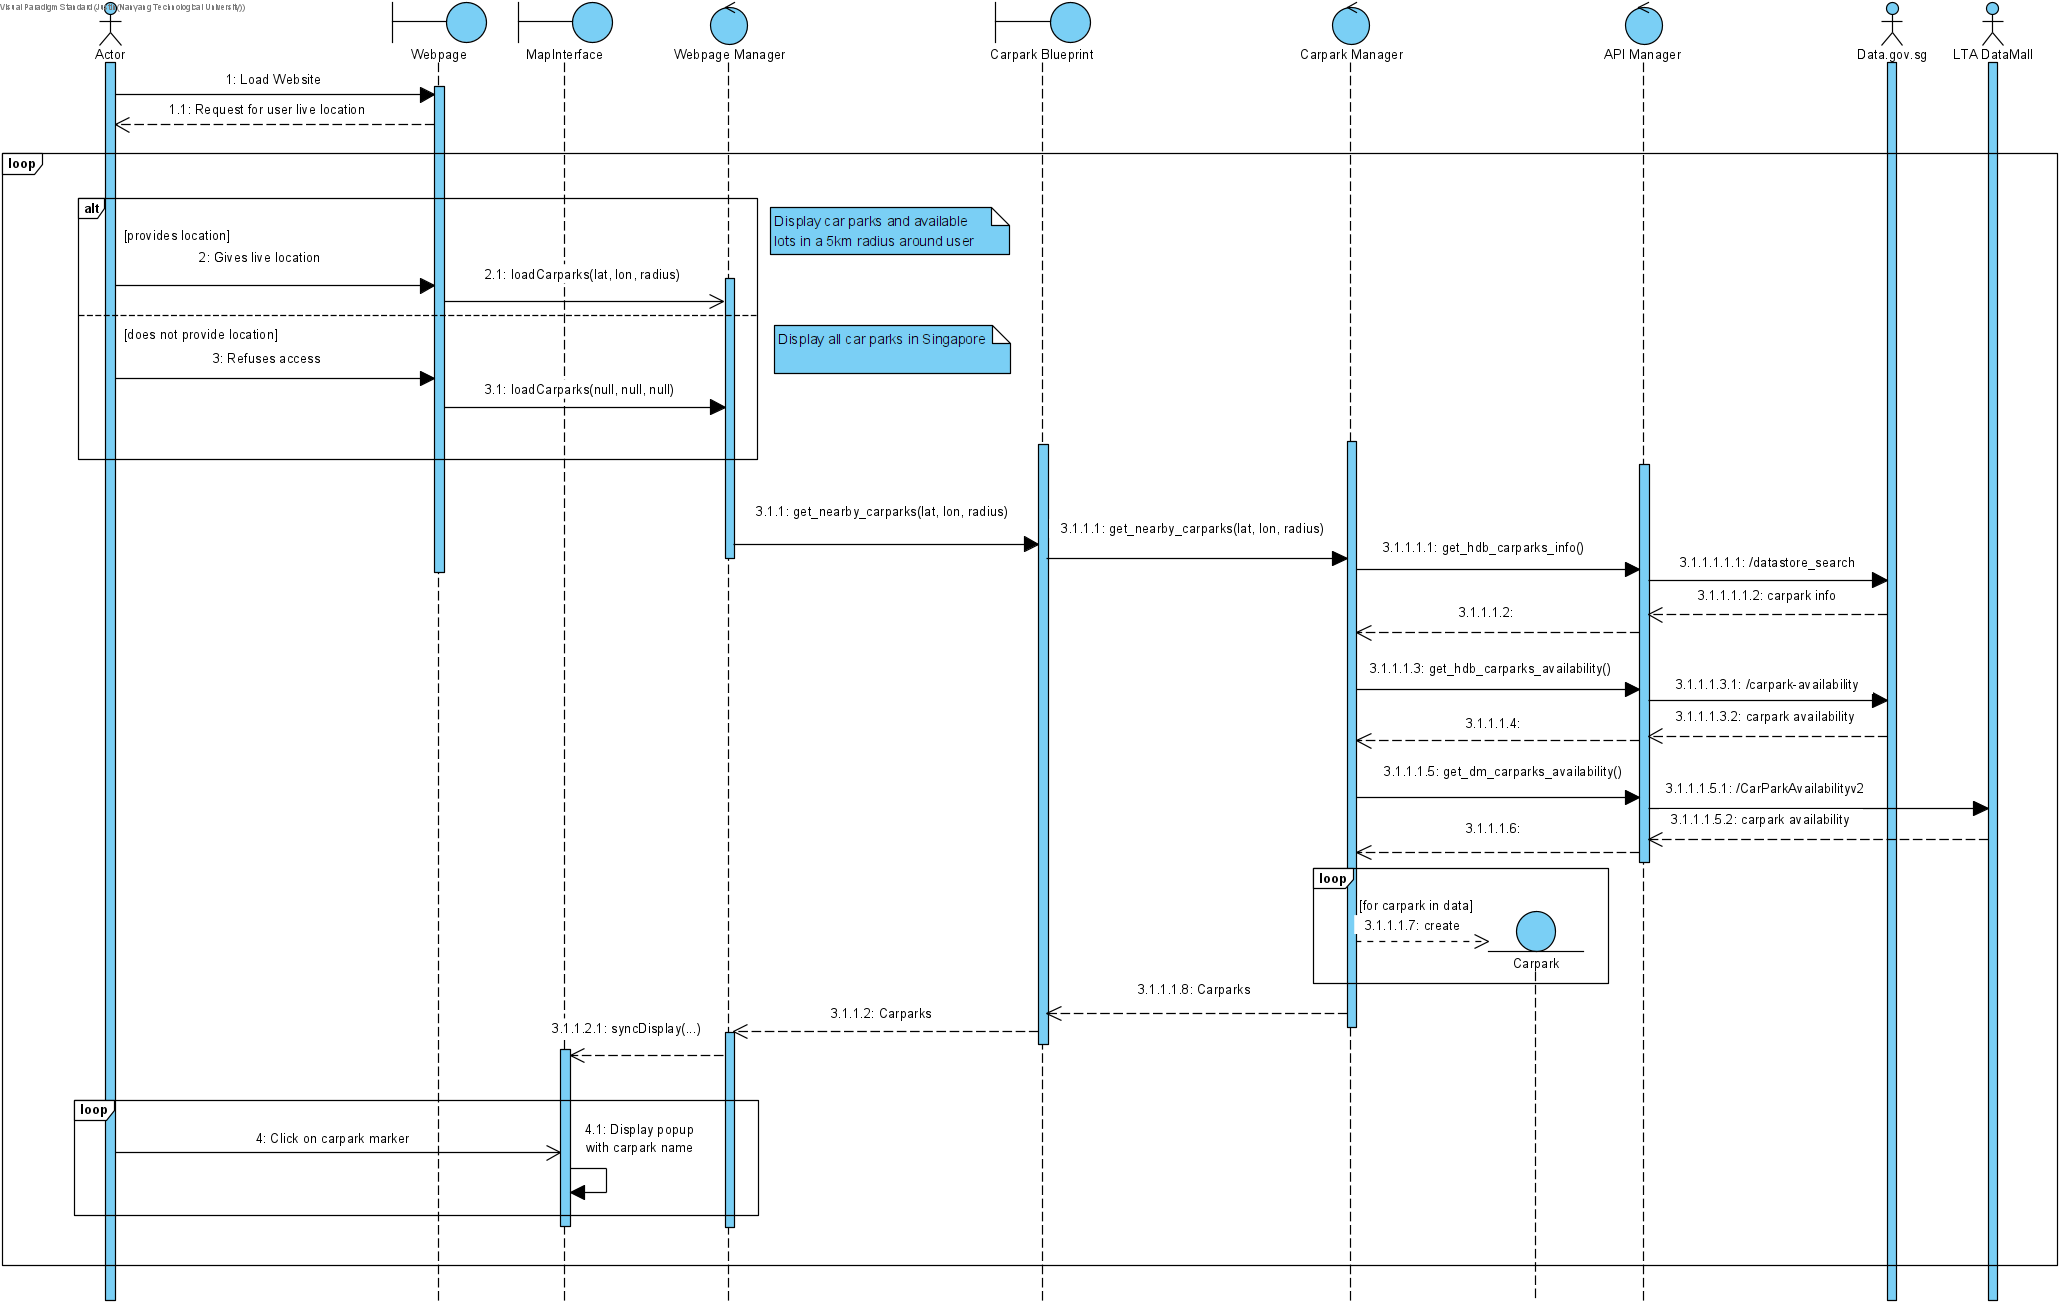 Visual Paradigm Standard (Nanyang Technological University)
Actor
Webpage
MapInterface
Webpage Manager
Carpark Blueprint
Carpark Manager
API Manager
Data.gov.sg
LTA DataMall
1: Load Website
1.1: Request for user live location
loop
alt
[provides location]
2: Gives live location
2.1: loadCarparks(lat, lon, radius)
Display car parks and available
lots in a 5km radius around user
[does not provide location]
3: Refuses access
3.1: loadCarparks(null, null, null)
Display all car parks in Singapore
3.1.1: get_nearby_carparks(lat, lon, radius)
3.1.1.1: get_nearby_carparks(lat, lon, radius)
3.1.1.1.1: get_hdb_carparks_info()
3.1.1.1.1.1: /datastore_search
3.1.1.1.1.2: carpark info
3.1.1.1.2:
3.1.1.1.3: get_hdb_carparks_availability()
3.1.1.1.3.1: /carpark-availability
3.1.1.1.3.2: carpark availability
3.1.1.1.4:
3.1.1.1.5: get_dm_carparks_availability()
3.1.1.1.5.1: /CarParkAvailabilityv2
3.1.1.1.5.2: carpark availability
3.1.1.1.6:
loop
[for carpark in data]
3.1.1.1.7: create
Carpark
3.1.1.1.8: Carparks
3.1.1.2: Carparks
3.1.1.2.1: syncDisplay(...)
loop
4: Click on carpark marker
4.1: Display popup
with carpark name